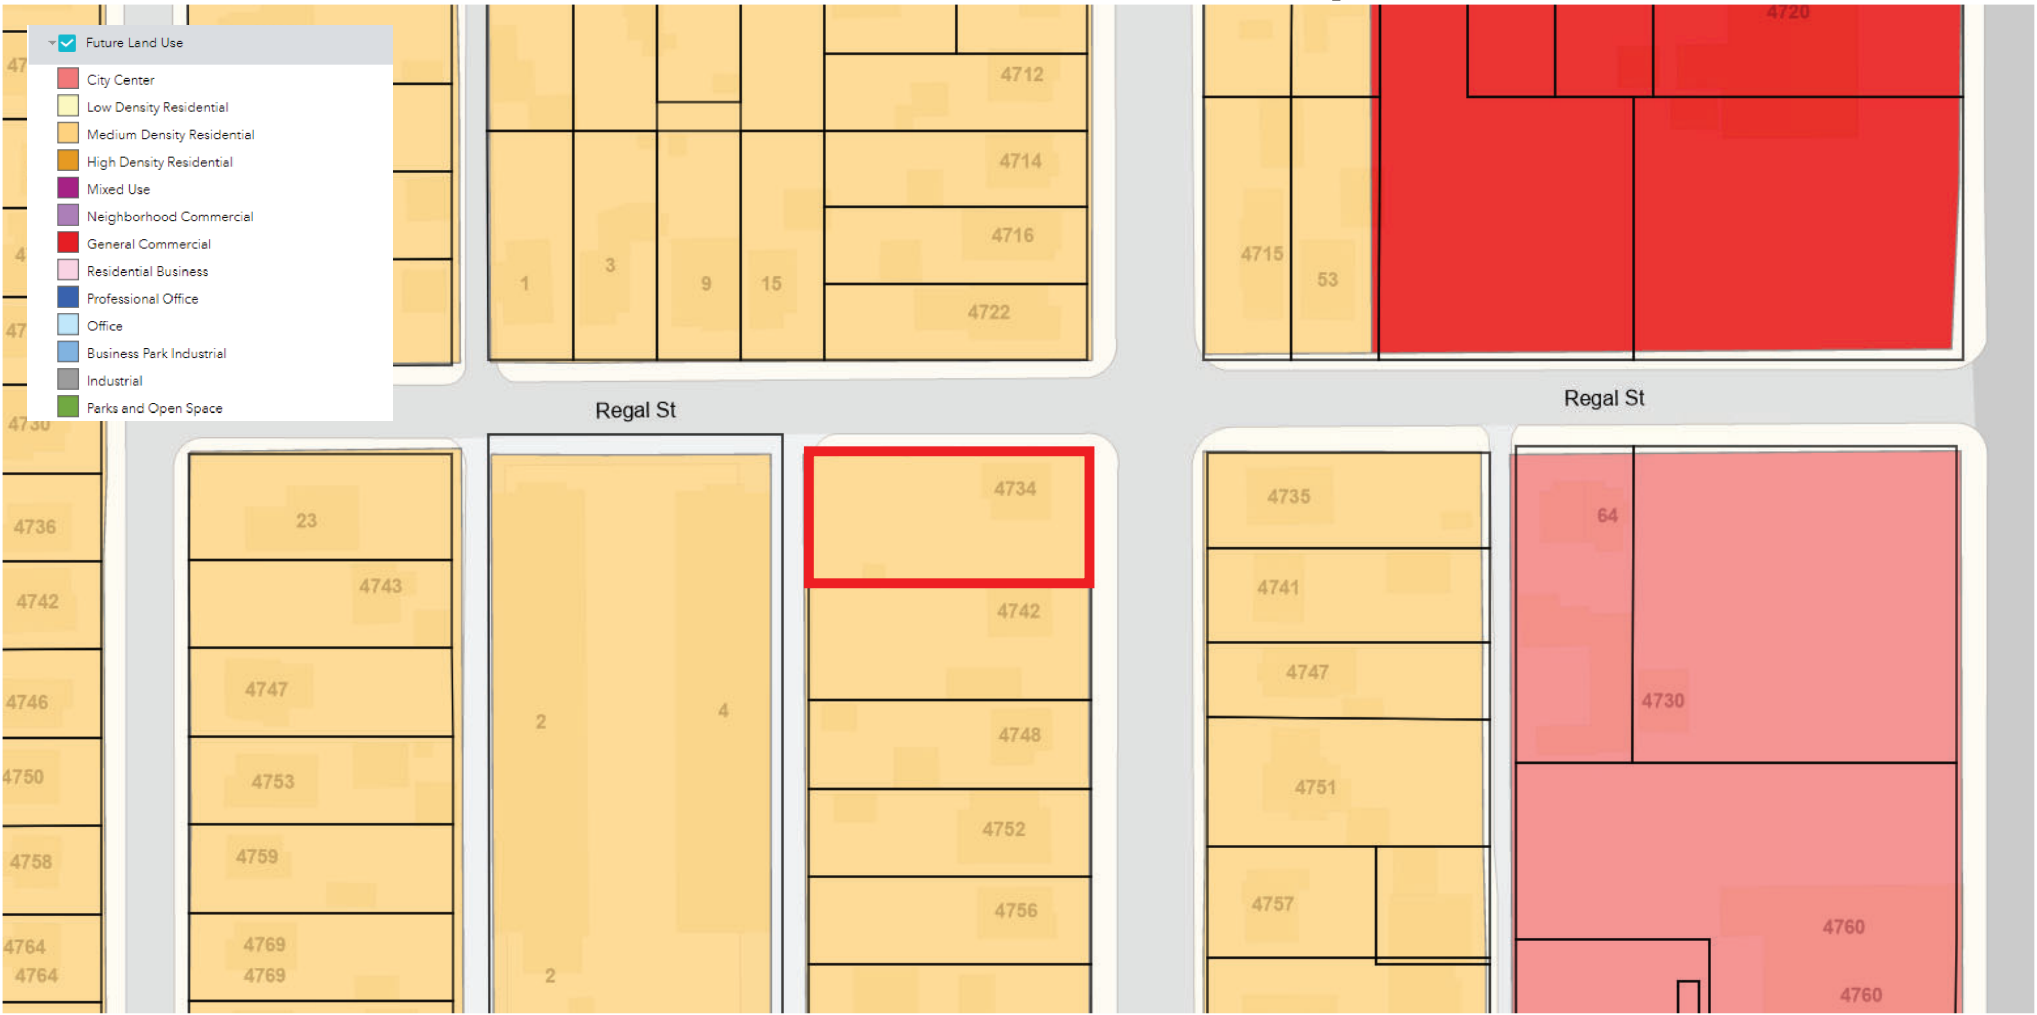 Future Land Use
City Center
Low Density Residential
Medium Density Residential
High Density Residential
Mixed Use
Neighborhood Commercial
General Commercial
Residential Business
Professional Office
Office
Business Park Industrial
Industrial
Parks and Open Space
4720
4712
4714
4716
4722
1
3
9
15
4715
53
Regal St
Regal St
4730
4736
4742
4746
4750
4758
4764
4764
23
4743
4747
4753
4759
4769
4769
2
4
2
4734
4742
4748
4752
4756
4735
4741
4747
4751
4757
64
4730
4760
4760